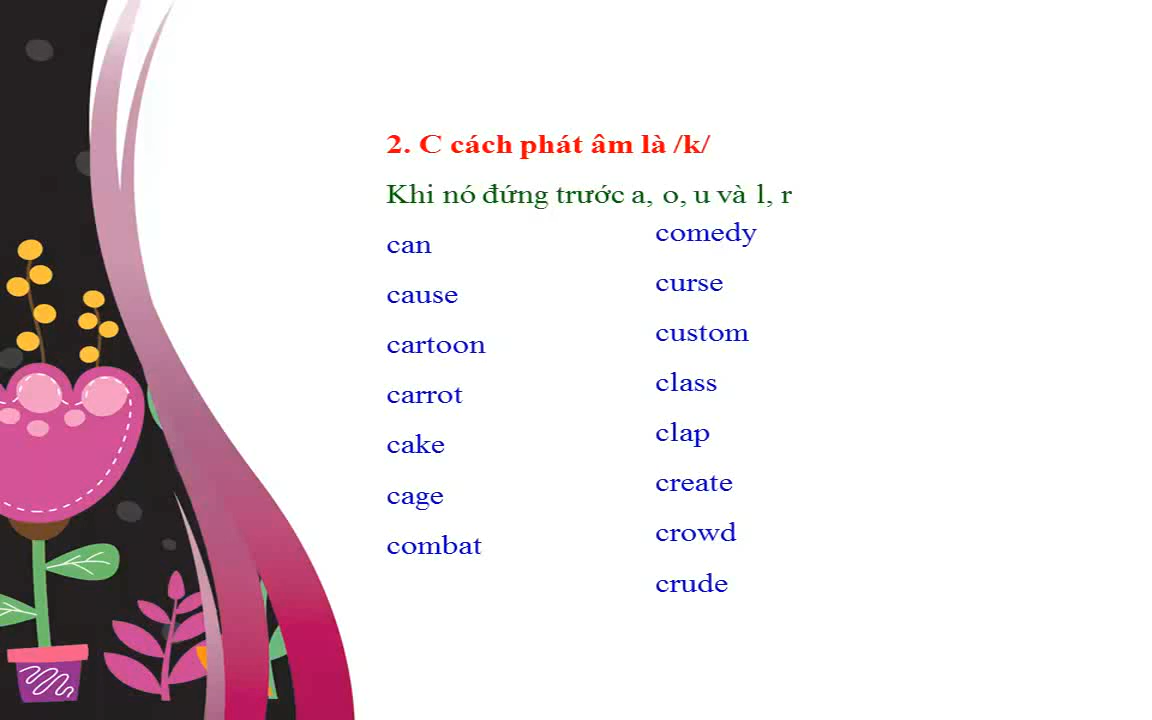 2. C cách phát âm là /k/
Khi nó đứng trước a, o, u và l, r
can
cause
cartoon
carrot
cake
cage
combat
comedy
curse
custom
class
clap
create
crowd
crude